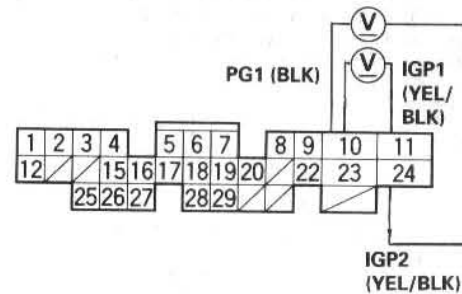 V
V
PG1 (BLK)
IGP1
(YEL/
BLK)
1 2 3 4 5 6 7 8 9 10 11
12 15 16 17 18 19 20 22 23 24
25 26 27 28 29
IGP2
(YEL/BLK)